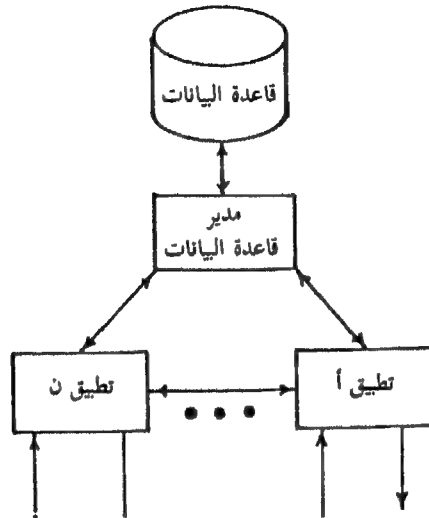 قاعدة البيانات
مدير
قاعدة البيانات
تطبيق أ
تطبيق ن